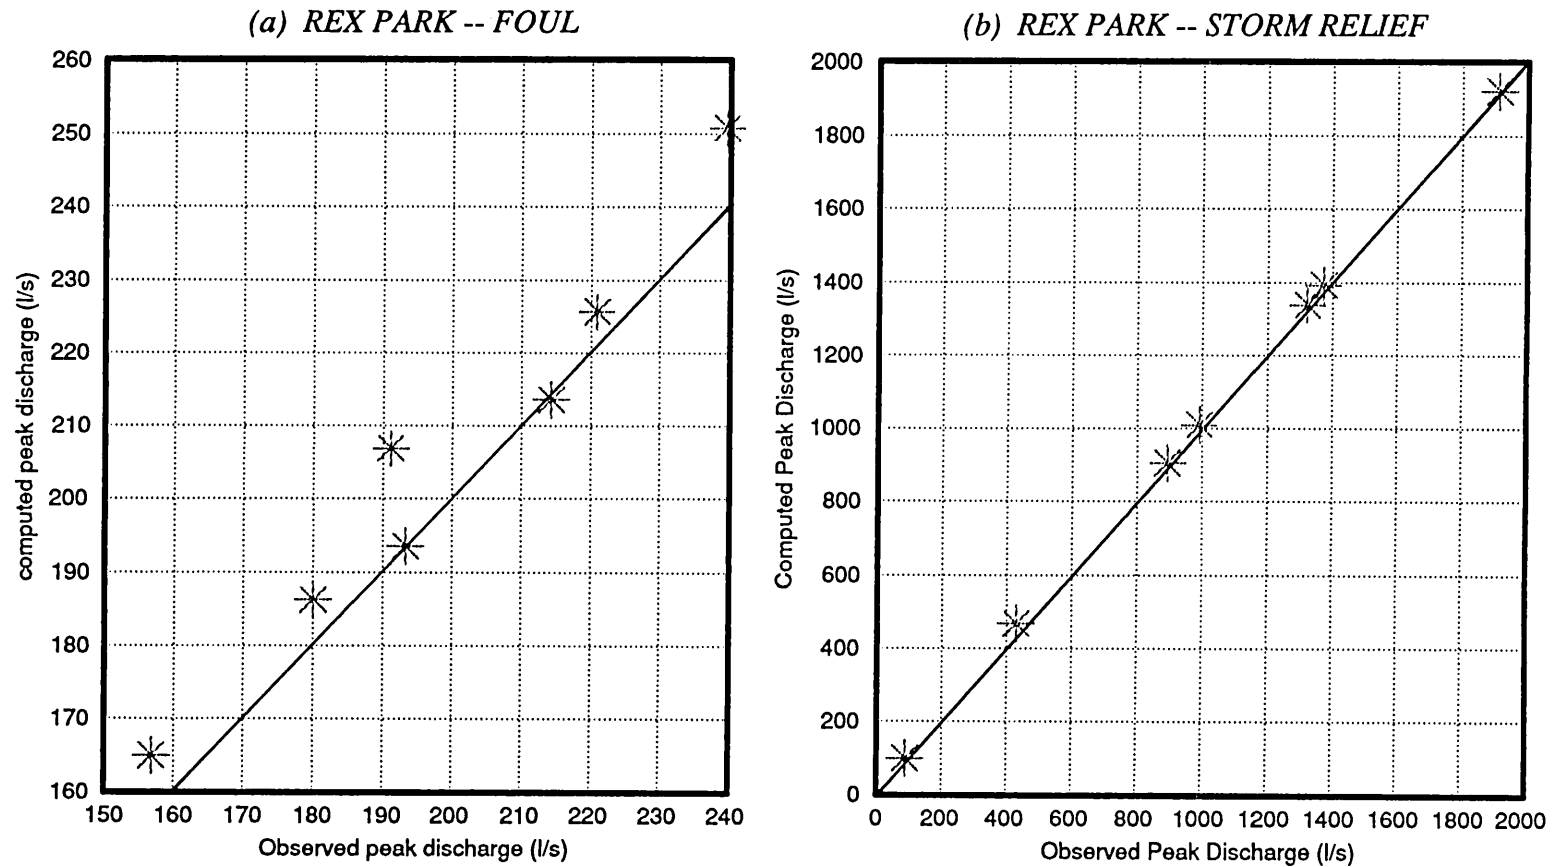 (a) REX PARK -- FOUL
260
250
240
230
220
210
200
190
180
170
160
computed peak discharge (l/s)
150 160 170 180 190 200 210 220 230 240
Observed peak discharge (l/s)
(b) REX PARK -- STORM RELIEF
2000
1800
1600
1400
1200
1000
800
600
400
200
0
Computed Peak Discharge (l/s)
0 200 400 600 800 1000 1200 1400 1600 1800 2000
Observed Peak Discharge (l/s)